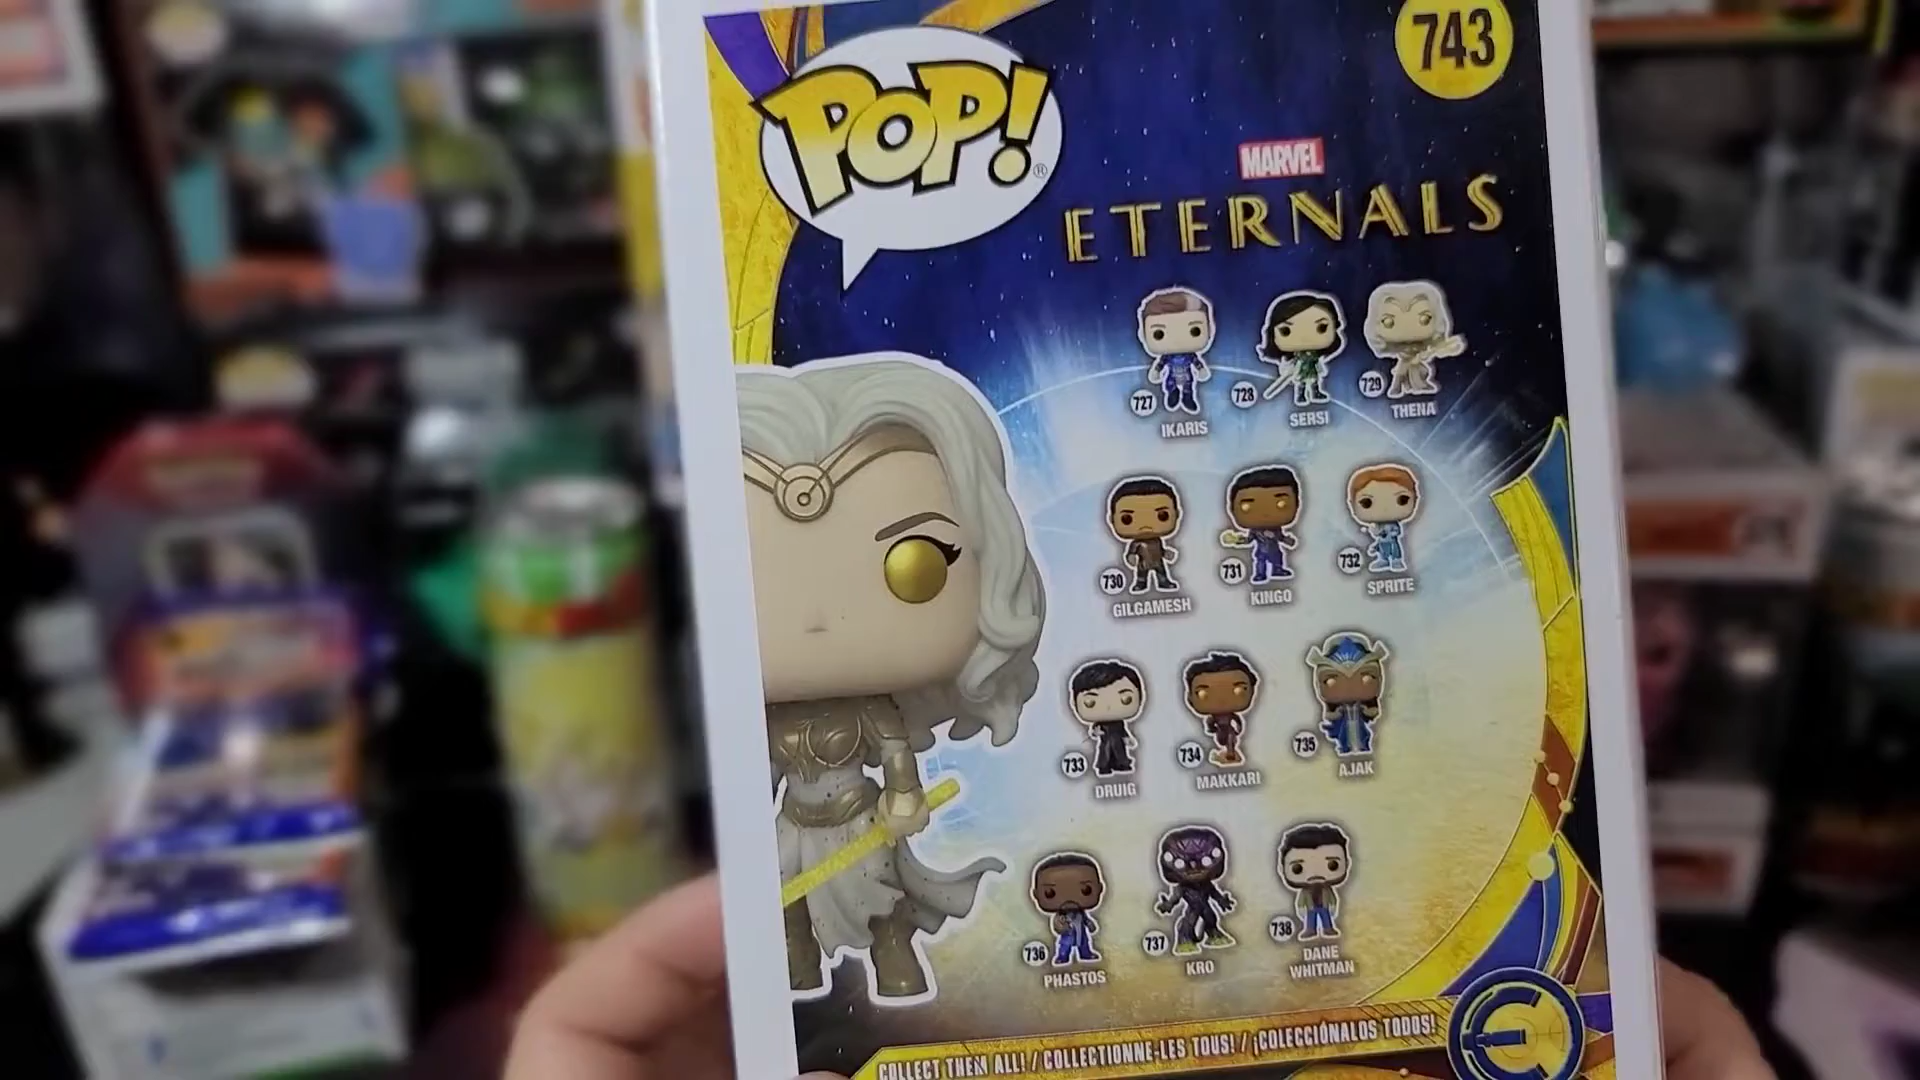 POP!®
743
MARVEL
ETERNALS
727 IKARIS
728 SERSI
729 THENA
730 GILGAMESH
731 KINGO
732 SPRITE
733 DRUIG
734 MAKKARI
735 AJAK
736 PHASTOS
737 KRO
738 DANE
WHITMAN
COLLECT THEM ALL! / COLLECTIONNE-LES TOUS! / ¡COLECCIÓNALOS TODOS!